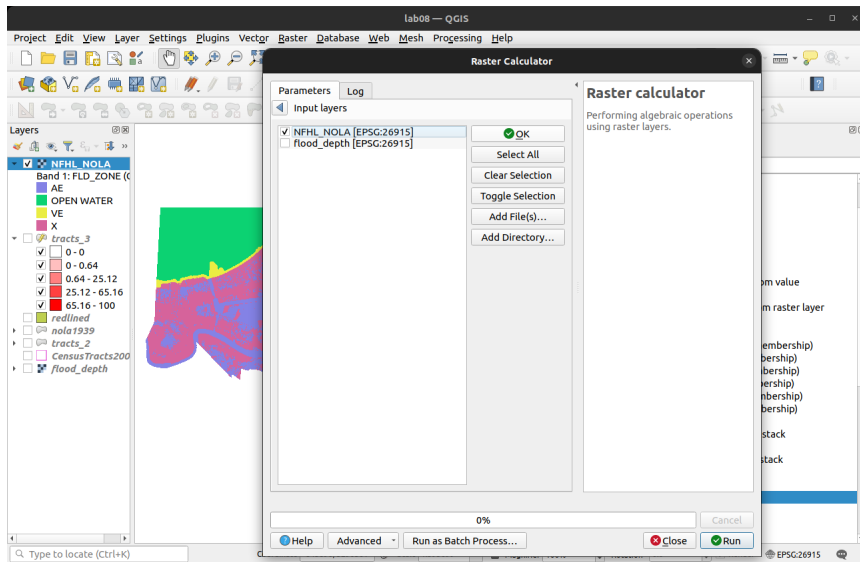 lab08 — QGIS
Project Edit View Layer Settings Plugins Vector Raster Database Web Mesh Processing Help
Raster Calculator
Parameters Log
Input layers
NFHL_NOLA [EPSG:26915]
flood_depth [EPSG:26915]
OK
Select All
Clear Selection
Toggle Selection
Add File(s)...
Add Directory...
Raster calculator
Performing algebraic operations
using raster layers.
Layers
NFHL_NOLA
Band 1: FLD_ZONE (
AE
OPEN WATER
VE
X
tracts_3
0 - 0
0 - 0.64
0.64 - 25.12
25.12 - 65.16
65.16 - 100
redlined
nola1939
tracts_2
CensusTracts200
flood_depth
om value
m raster layer
embership)
bership)
bership)
ership)
nbership)
bership)
stack
stack
0%
Cancel
Help Advanced Run as Batch Process...
Close Run
Type to locate (Ctrl+K)
EPSG:26915